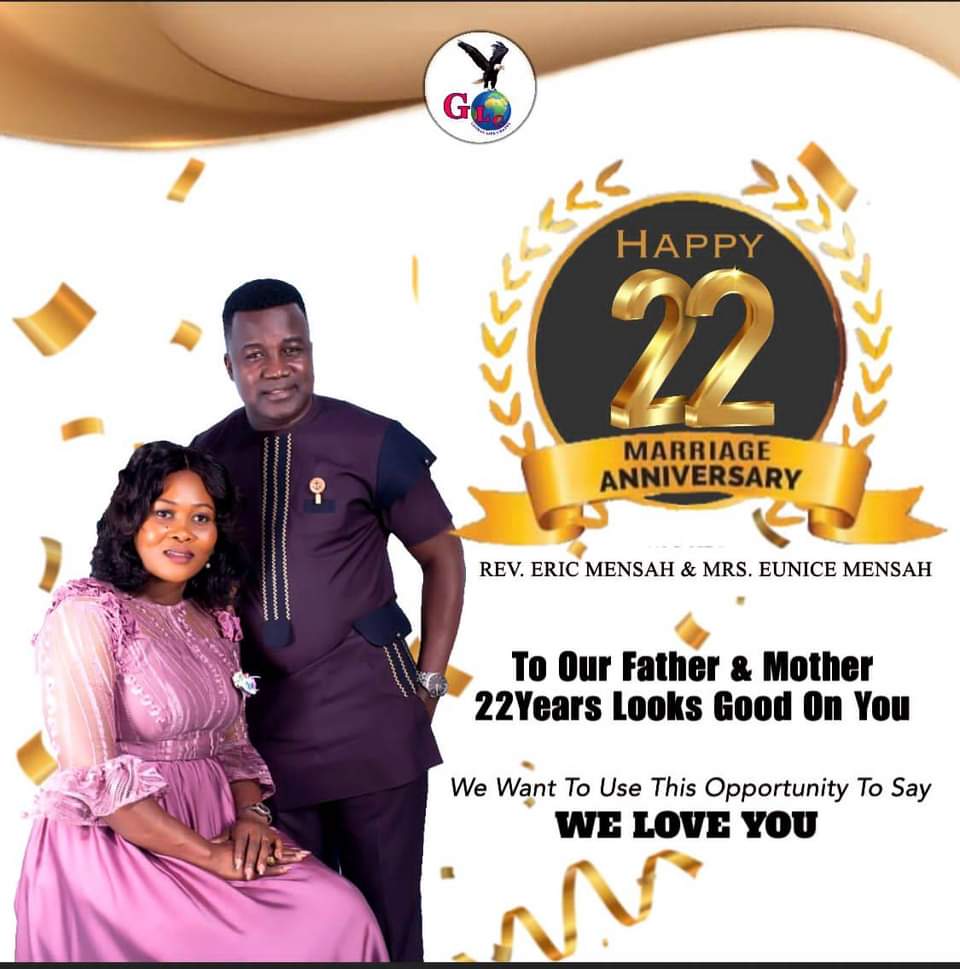 GLC
HAPPY
22
MARRIAGE
ANNIVERSARY
REV. ERIC MENSAH & MRS. EUNICE MENSAH
To Our Father & Mother
22Years Looks Good On You
We Want To Use This Opportunity To Say
WE LOVE YOU